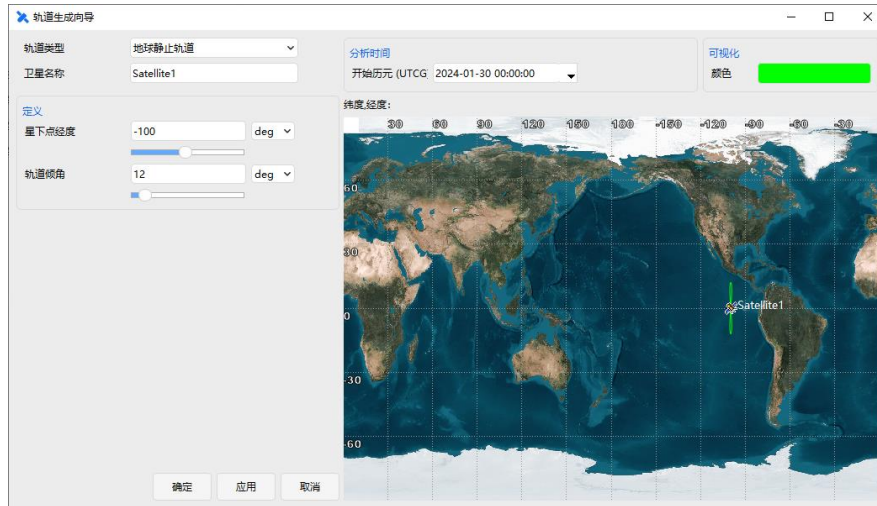 轨道生成向导
轨道类型 地球静止轨道
卫星名称 Satellite1
定义
星下点经度 -100 deg
轨道倾角 12 deg
分析时间
开始历元 (UTCG 2024-01-30 00:00:00
可视化
颜色
纬度,经度:
30 60 90 120 150 180 -150 -120 -90 -60 -30
60
30
0
Satellite1
-30
-60
确定 应用 取消